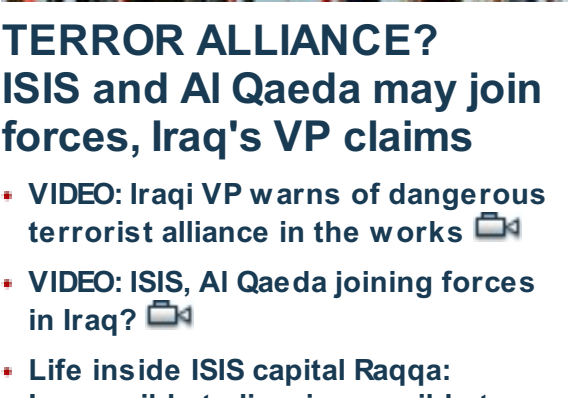 TERROR ALLIANCE?
ISIS and Al Qaeda may join
forces, Iraq's VP claims
VIDEO: Iraqi VP warns of dangerous
terrorist alliance in the works
VIDEO: ISIS, Al Qaeda joining forces
in Iraq?
Life inside ISIS capital Raqqa: